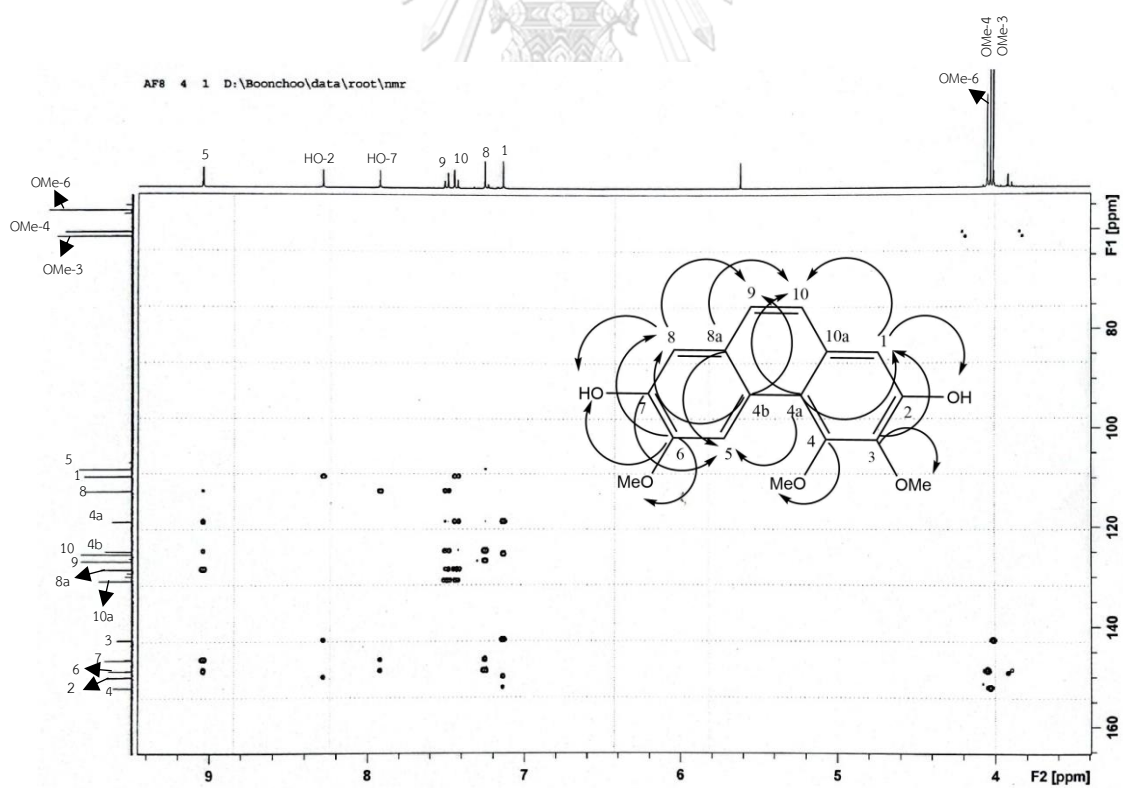 OMe-4
OMe-3
OMe-6
AF8 4 1 D:\Boonchoo\data\root\nmr
5
HO-2
HO-7
9
10
8
1
OMe-6
OMe-4
OMe-3
F1 [ppm]
9
10
8
8a
10a
1
HO
7
4b
4a
2
OH
6
5
4
3
MeO
MeO
OMe
5
1
8
4a
4b
10
9
8a
10a
3
7
6
2
4
80
100
120
140
160
9
8
7
6
5
4
F2 [ppm]